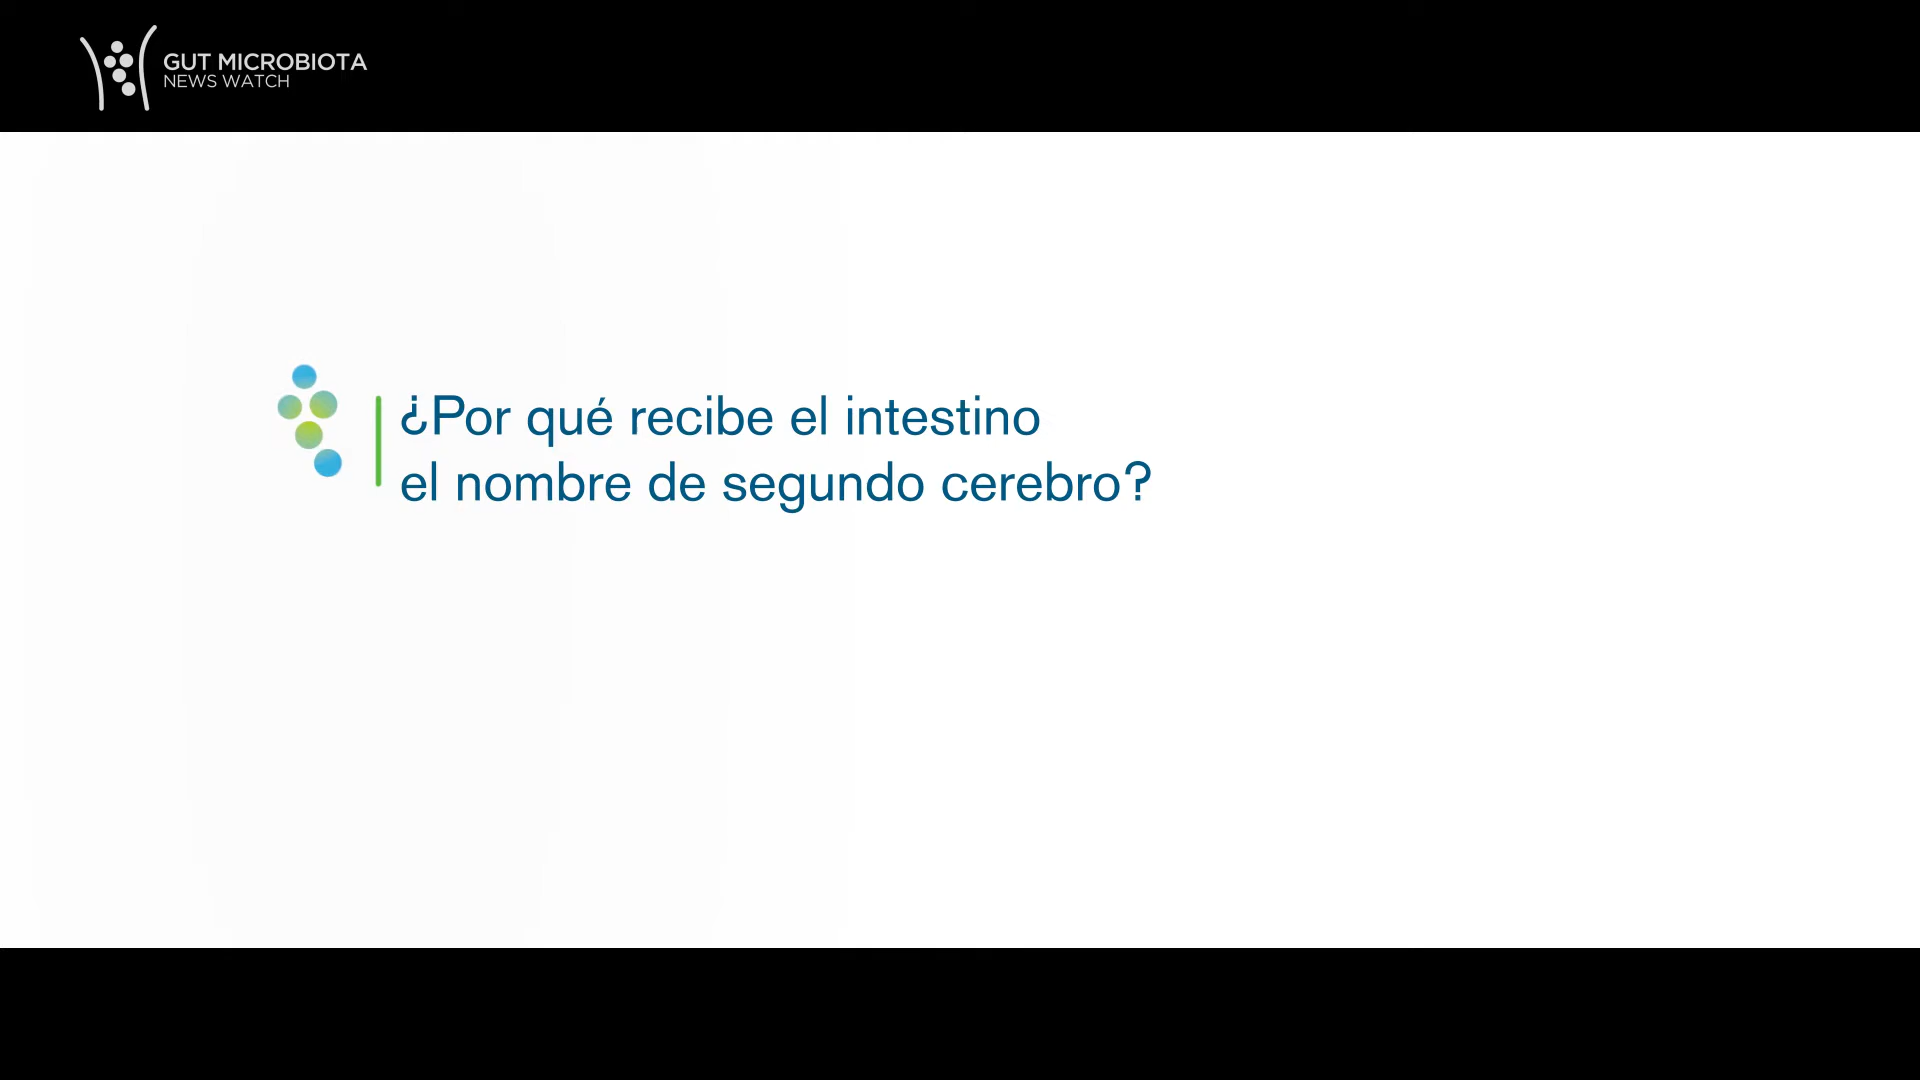 GUT MICROBIOTA
NEWS WATCH
¿Por qué recibe el intestino
el nombre de segundo cerebro?